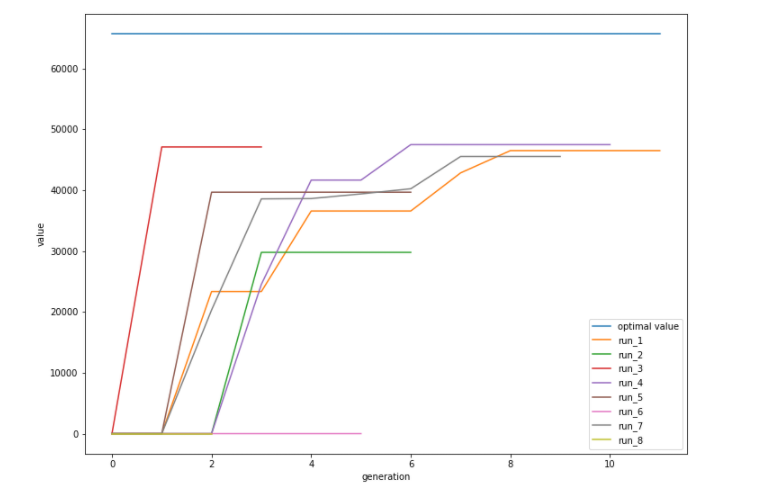 60000
50000
40000
30000
20000
10000
0
value
0 2 4 6 8 10
generation
optimal value
run_1
run_2
run_3
run_4
run_5
run_6
run_7
run_8